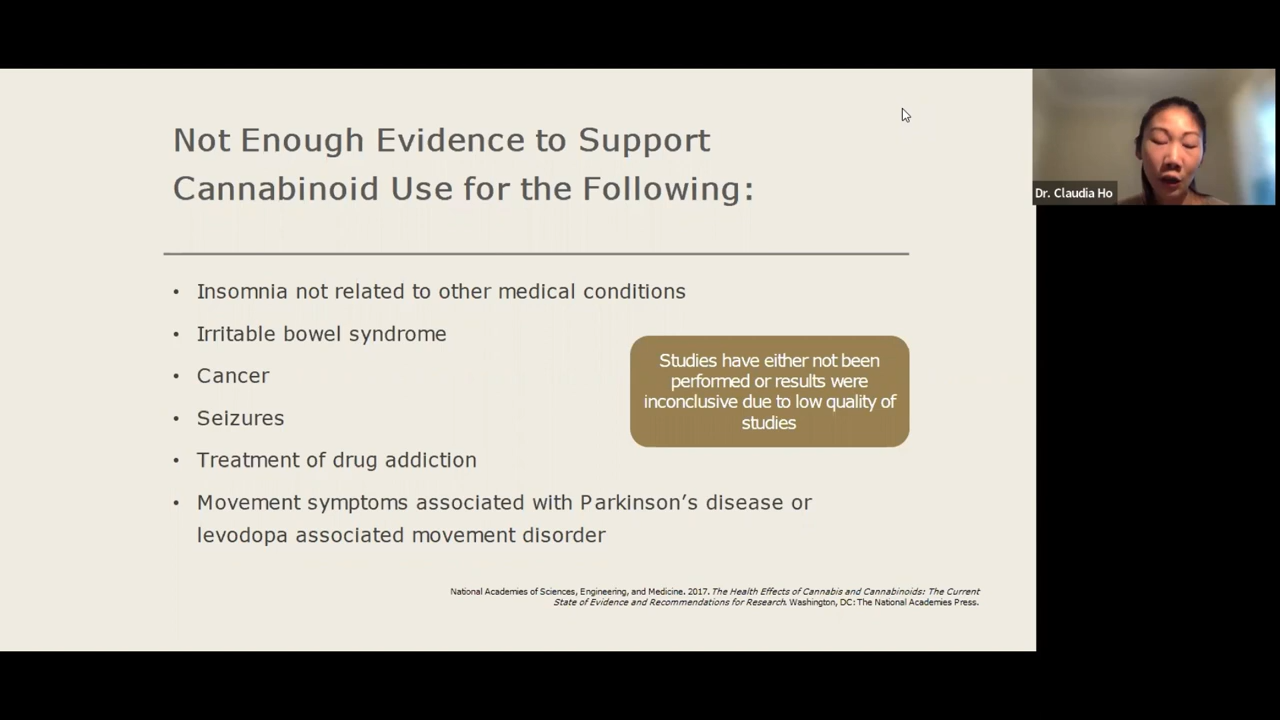 Not Enough Evidence to Support
Cannabinoid Use for the Following:
• Insomnia not related to other medical conditions
• Irritable bowel syndrome
• Cancer
• Seizures
• Treatment of drug addiction
• Movement symptoms associated with Parkinson’s disease or
levodopa associated movement disorder
Studies have either not been
performed or results were
inconclusive due to low quality of
studies
National Academies of Sciences, Engineering, and Medicine. 2017. The Health Effects of Cannabis and Cannabinoids: The Current
State of Evidence and Recommendations for Research. Washington, DC: The National Academies Press.
Dr. Claudia Ho